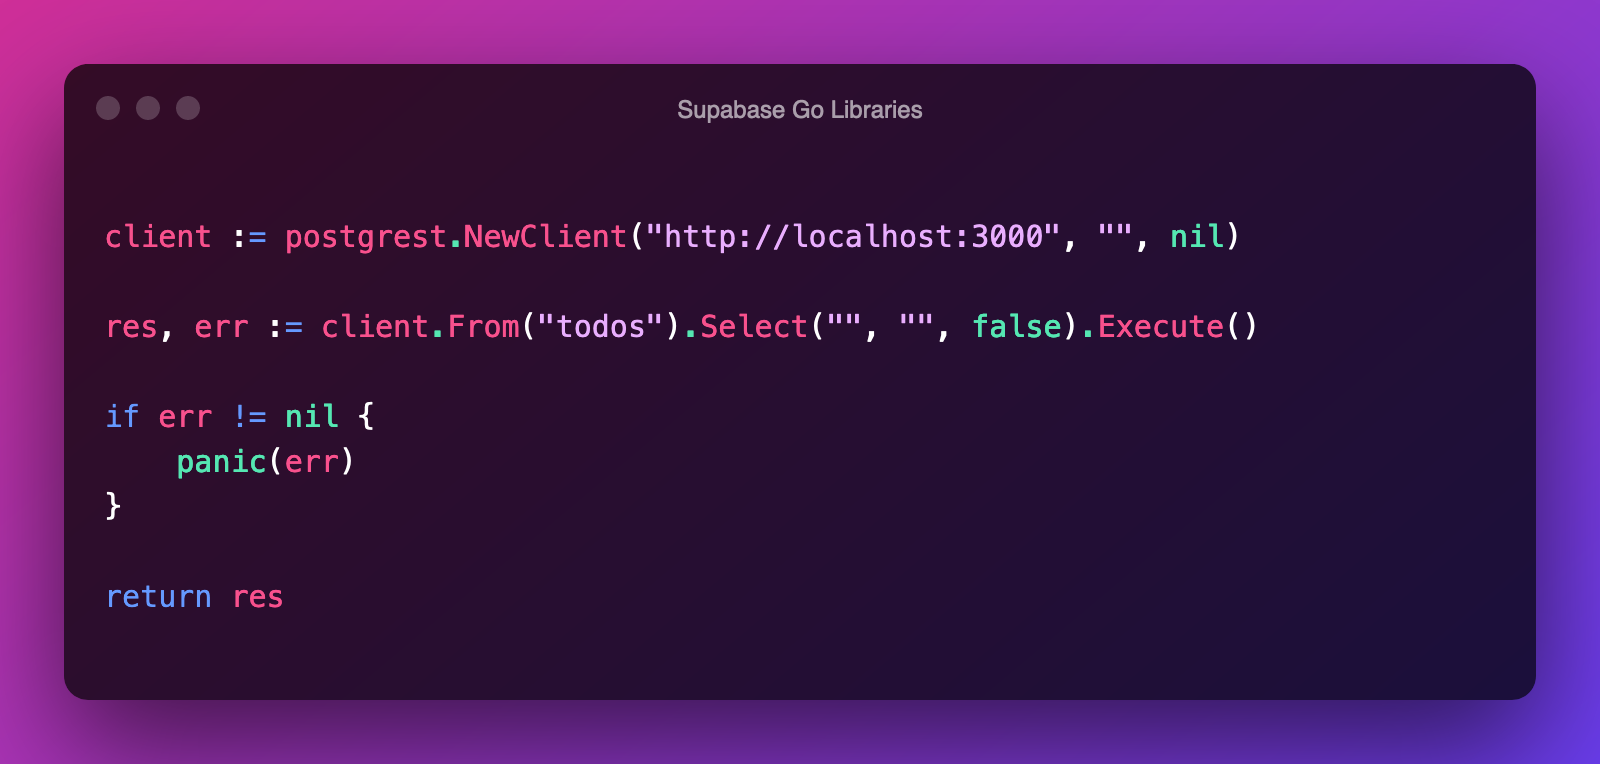 Supabase Go Libraries
client := postgrest.NewClient("http://localhost:3000", "", nil)
res, err := client.From("todos").Select("", "", false).Execute()
if err != nil {
    panic(err)
}
return res